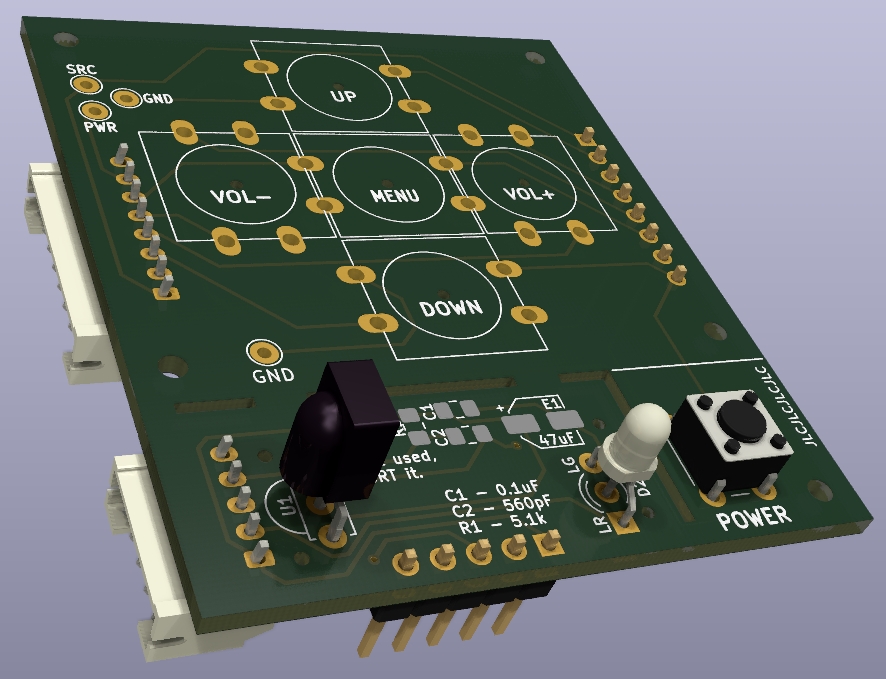 UP
SRC
GND
PWR
VOL-
MENU
VOL+
DOWN
GND
JLCJLCJLCJLC
C1
C2
+
E1
47uF
used,
RT it.
LG
U1
C1 - 0.1uF
C2 - 560pF
R1 - 5.1k
LR
POWER